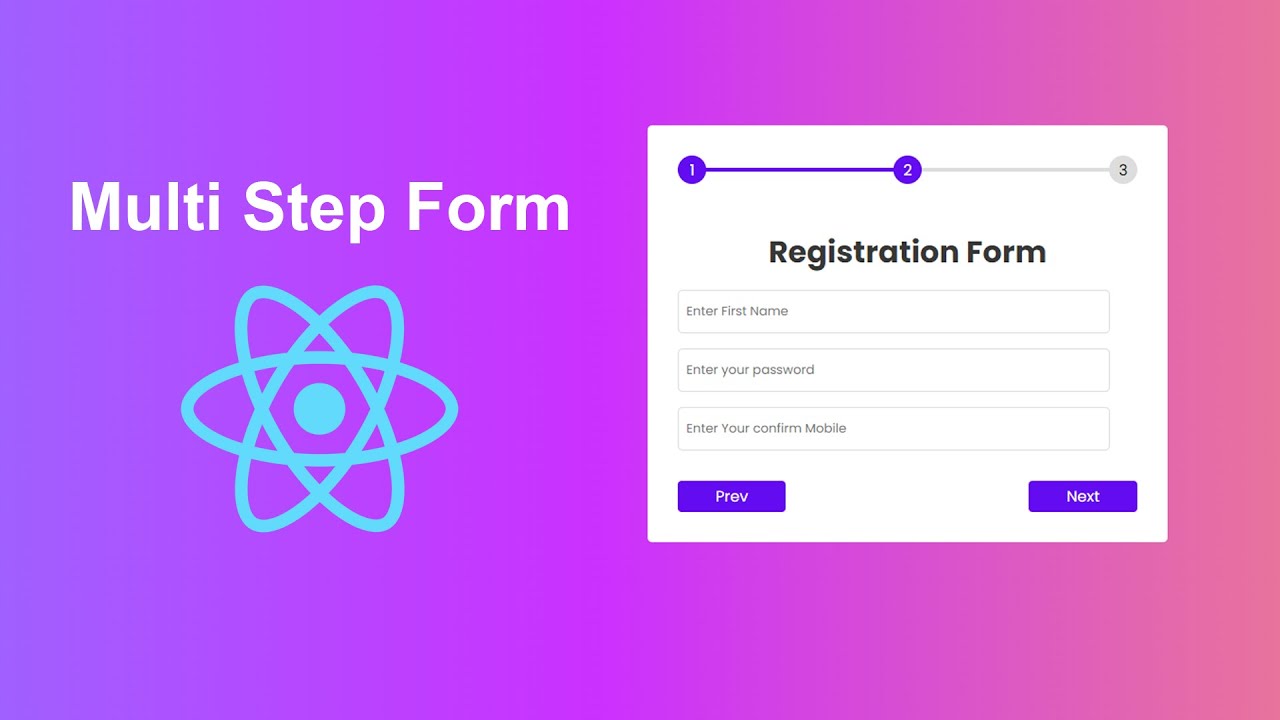 Multi Step Form
1 2 3
Registration Form
Enter First Name
Enter your password
Enter Your confirm Mobile
Prev Next